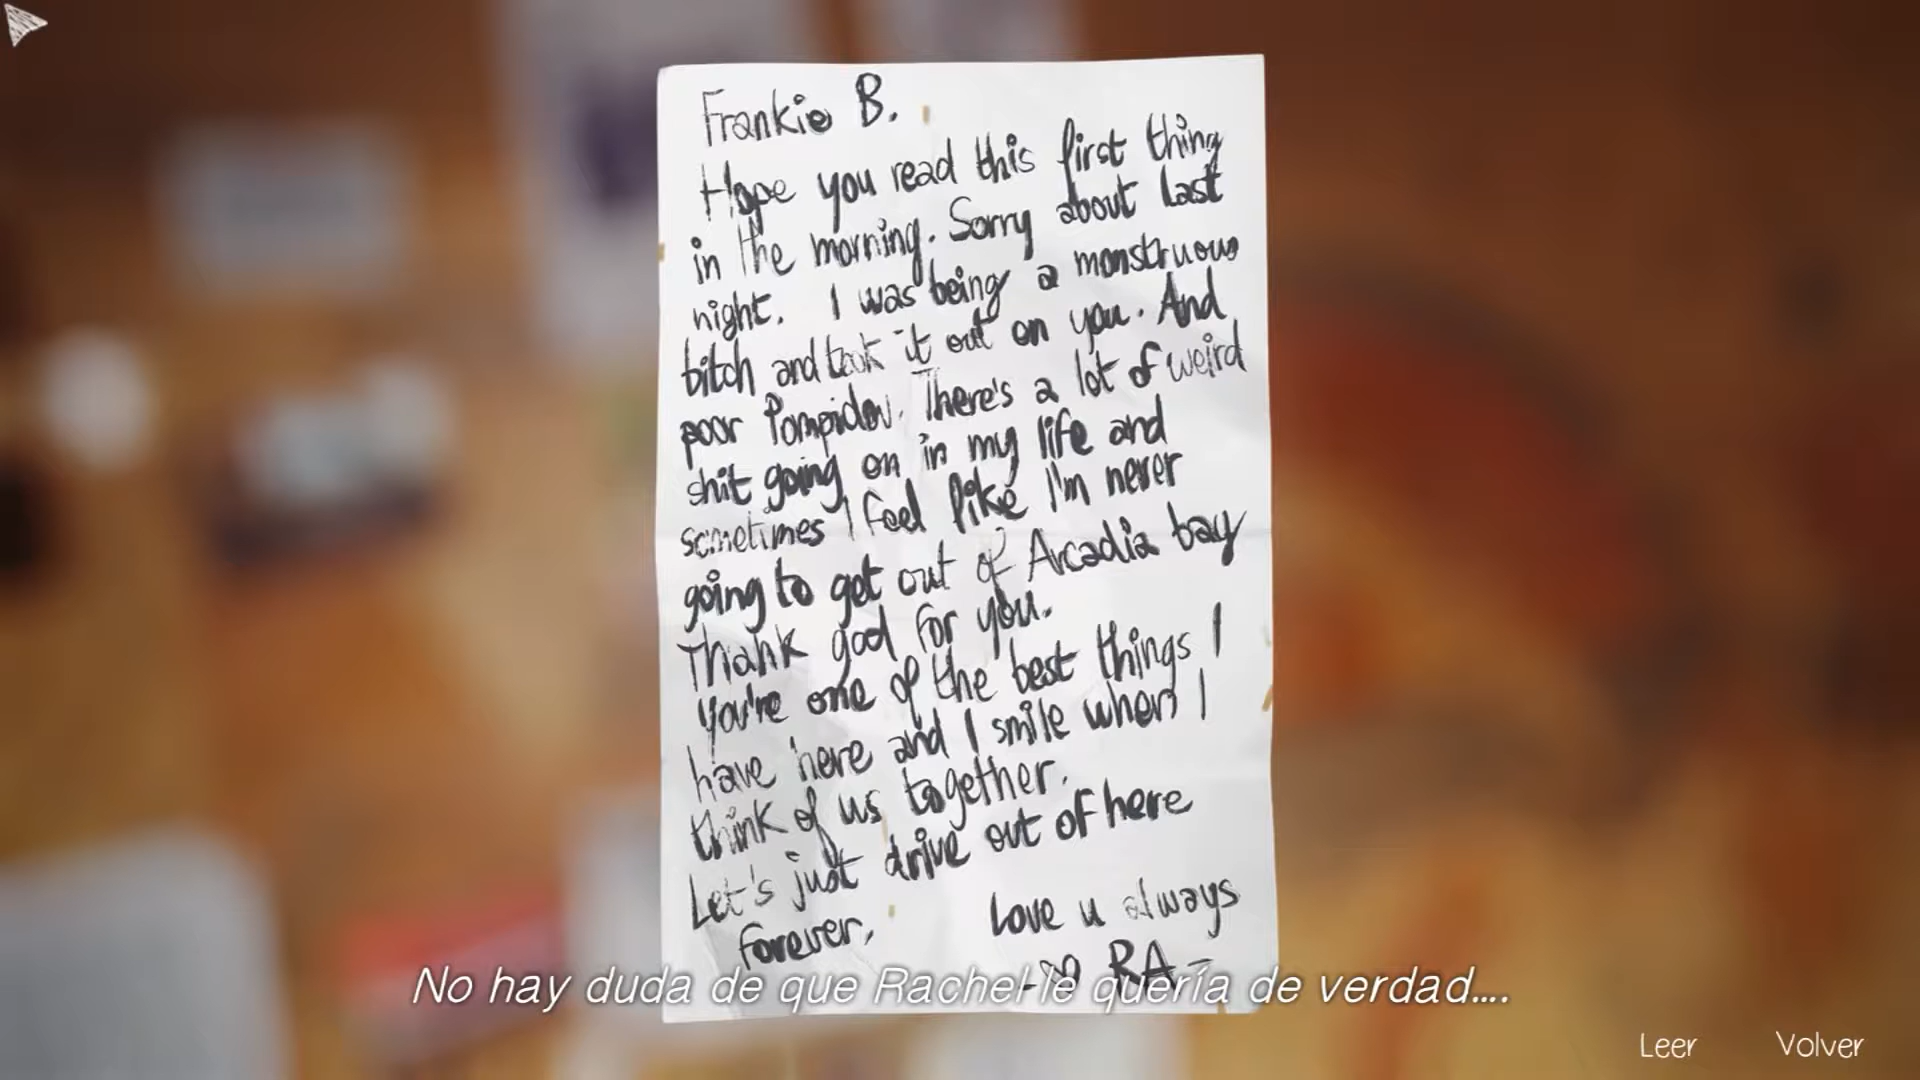 Frankie B.
Hope you read this first thing
in the morning. Sorry about last
night. I was being a monstruous
bitch and took it out on you. And
poor Pompidou. There's a lot of weird
shit going on in my life and
sometimes I feel like I'm never
going to get out of Arcadia bay
Thank god for you.
You're one of the best things I
have here and I smile when I
think of us together.
Let's just drive out of here
forever,
Love u always
RA -
No hay duda de que Rachel le quería de verdad....
Leer Volver